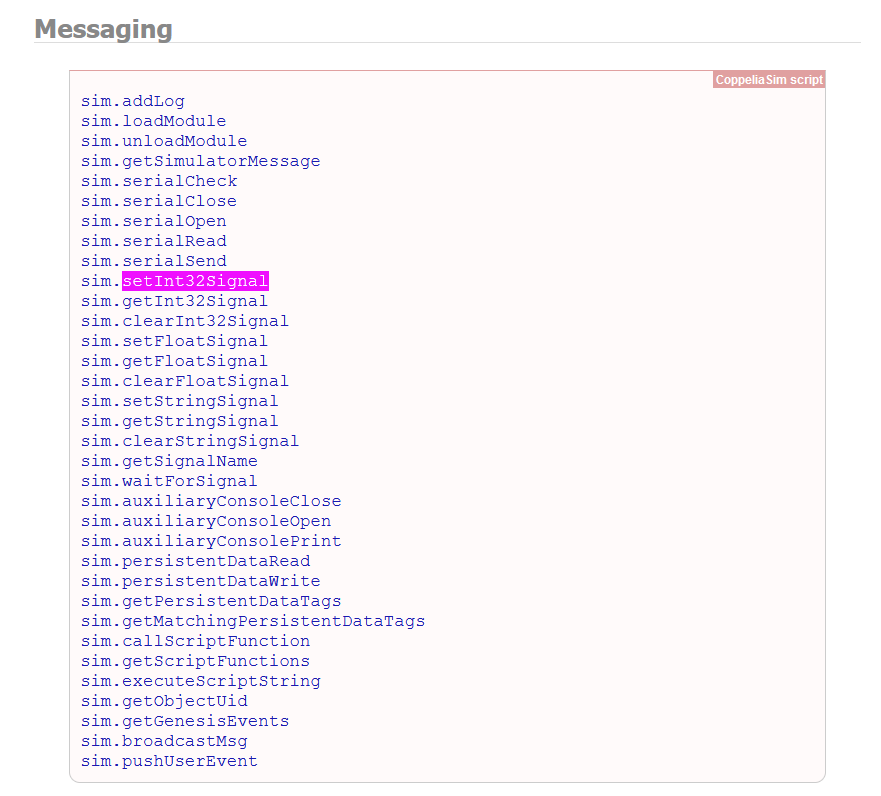 Messaging
CoppeliaSim script
sim.addLog
sim.loadModule
sim.unloadModule
sim.getSimulatorMessage
sim.serialCheck
sim.serialClose
sim.serialOpen
sim.serialRead
sim.serialSend
sim.setInt32Signal
sim.getInt32Signal
sim.clearInt32Signal
sim.setFloatSignal
sim.getFloatSignal
sim.clearFloatSignal
sim.setStringSignal
sim.getStringSignal
sim.clearStringSignal
sim.getSignalName
sim.waitForSignal
sim.auxiliaryConsoleClose
sim.auxiliaryConsoleOpen
sim.auxiliaryConsolePrint
sim.persistentDataRead
sim.persistentDataWrite
sim.getPersistentDataTags
sim.getMatchingPersistentDataTags
sim.callScriptFunction
sim.getScriptFunctions
sim.executeScriptString
sim.getObjectUid
sim.getGenesisEvents
sim.broadcastMsg
sim.pushUserEvent